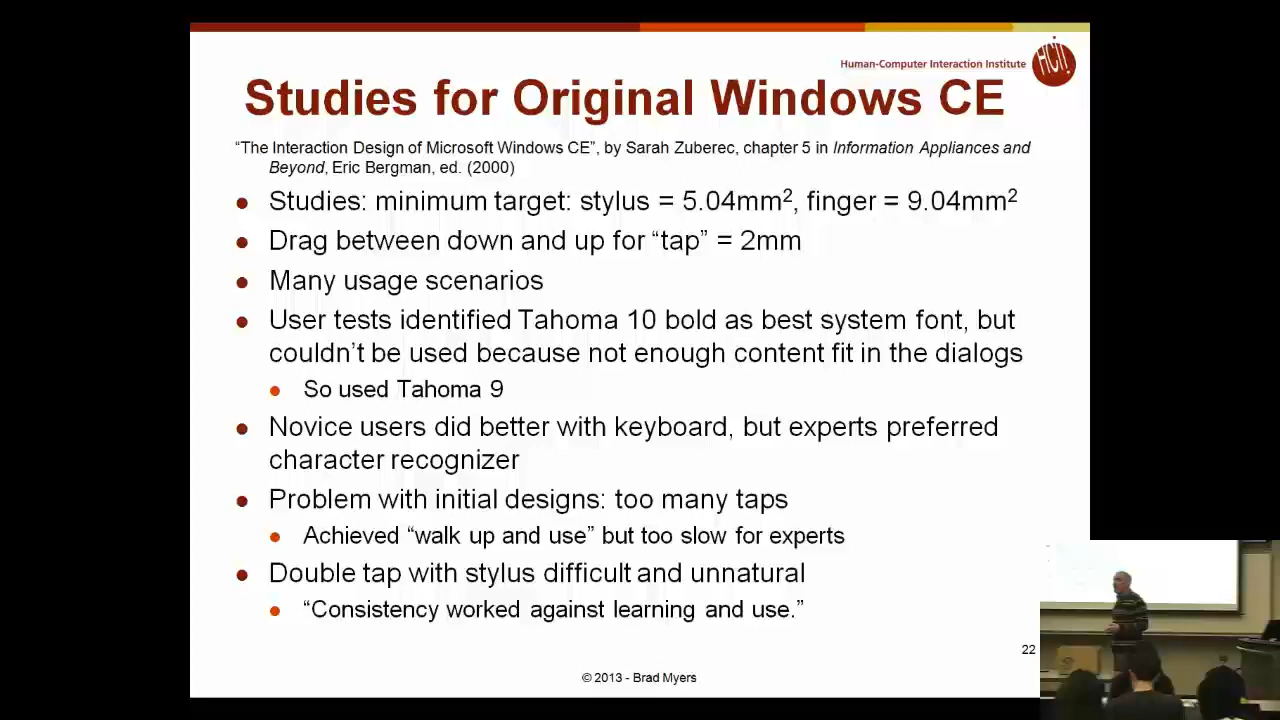 Human-Computer Interaction Institute
HCII
Studies for Original Windows CE
“The Interaction Design of Microsoft Windows CE”, by Sarah Zuberec, chapter 5 in Information Appliances and
Beyond, Eric Bergman, ed. (2000)
● Studies: minimum target: stylus = 5.04mm², finger = 9.04mm²
● Drag between down and up for “tap” = 2mm
● Many usage scenarios
● User tests identified Tahoma 10 bold as best system font, but
couldn’t be used because not enough content fit in the dialogs
● So used Tahoma 9
● Novice users did better with keyboard, but experts preferred
character recognizer
● Problem with initial designs: too many taps
● Achieved “walk up and use” but too slow for experts
● Double tap with stylus difficult and unnatural
● “Consistency worked against learning and use.”
22
© 2013 - Brad Myers